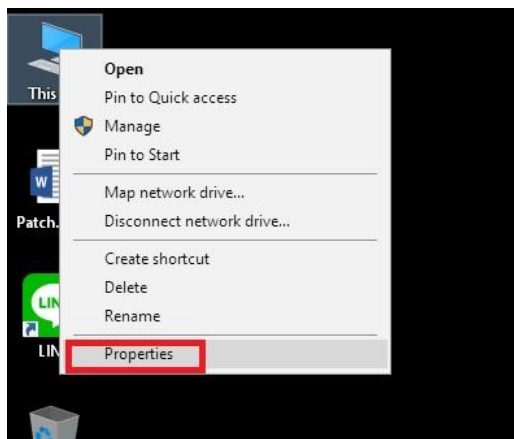 This
Open
Pin to Quick access
Manage
Pin to Start
Map network drive...
Disconnect network drive...
W
Patch.
Create shortcut
Delete
Rename
LIN
LIN
Properties